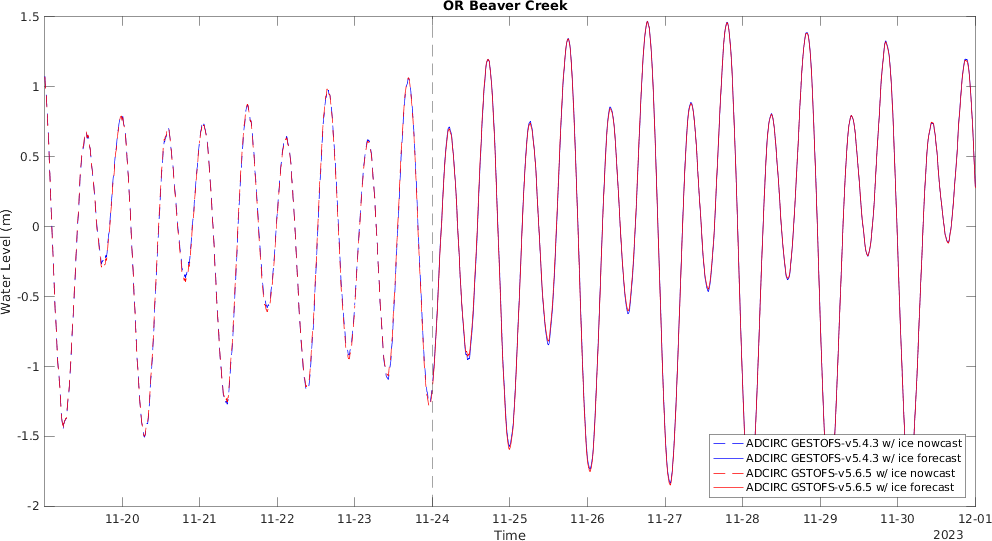 OR Beaver Creek
1.5
1
0.5
0
-0.5
-1
-1.5
-2
Water Level (m)
ADCIRC GESTOFS-v5.4.3 w/ ice nowcast
ADCIRC GESTOFS-v5.4.3 w/ ice forecast
ADCIRC GSTOFS-v5.6.5 w/ ice nowcast
ADCIRC GSTOFS-v5.6.5 w/ ice forecast
11-20 11-21 11-22 11-23 11-24 11-25 11-26 11-27 11-28 11-29 11-30 12-01
Time
2023